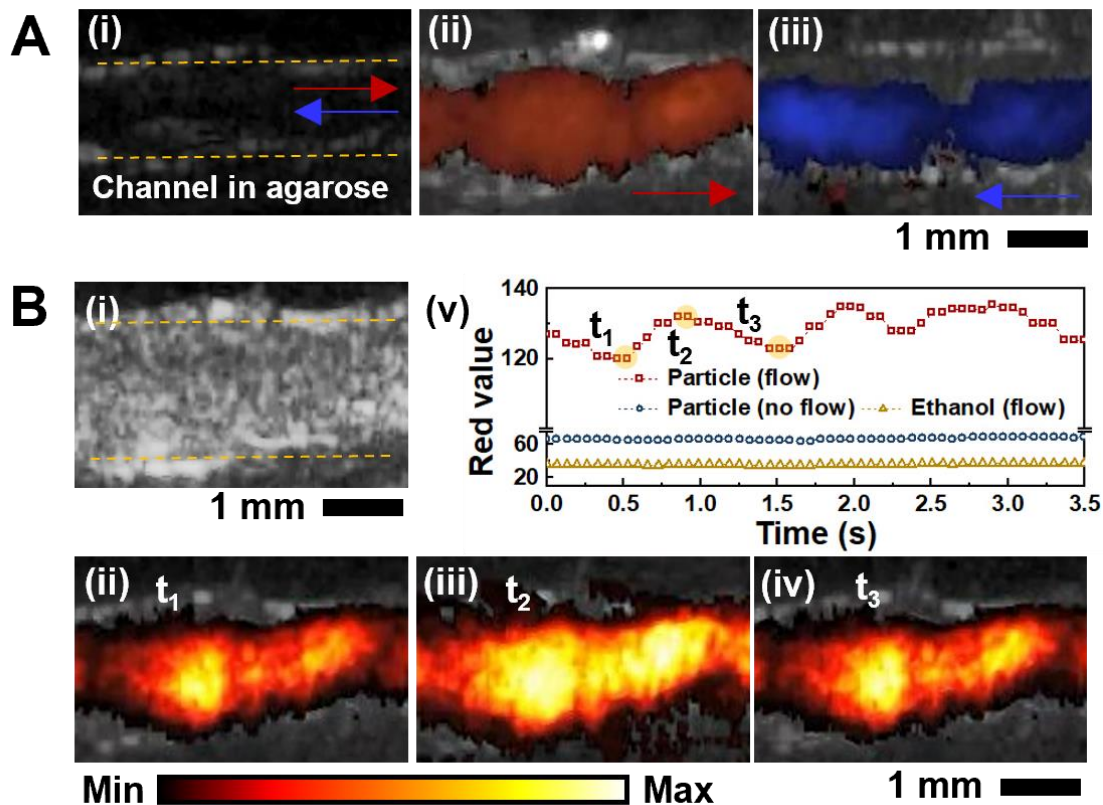 A
(i)
(ii)
(iii)
Channel in agarose
1 mm
B
(i)
1 mm
(v)
140
120
60
20
Red value
t1
t2
t3
Particle (flow)
Particle (no flow) Ethanol (flow)
0.0 0.5 1.0 1.5 2.0 2.5 3.0 3.5
Time (s)
(ii) t1
(iii) t2
(iv) t3
Min Max
1 mm